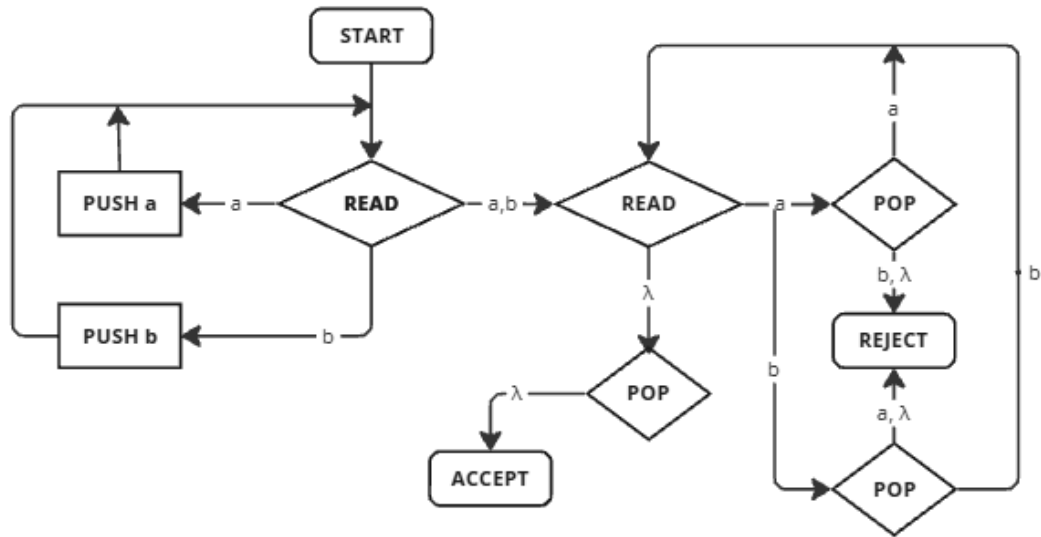 START
a
PUSH a
a
READ
a,b
READ
a
POP
b, λ
b
λ
REJECT
PUSH b
b
b
λ
POP
a, λ
ACCEPT
POP